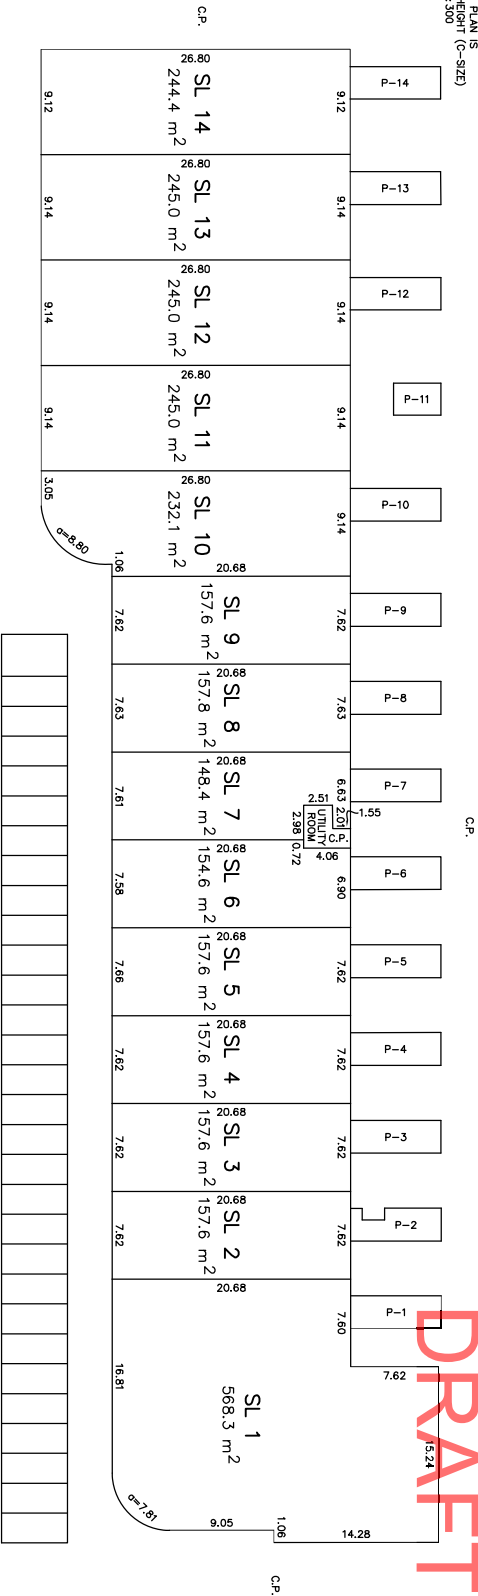 PLAN IS
HEIGHT (C-SIZE)
:300
C.P.
P-14
26.80
SL 14
244.4 m2
9.12
9.12
P-13
26.80
SL 13
245.0 m2
9.14
9.14
P-12
26.80
SL 12
245.0 m2
9.14
9.14
P-11
26.80
SL 11
245.0 m2
9.14
9.14
P-10
26.80
SL 10
232.1 m2
9.14
3.05
a=8.80
1.06
20.68
P-9
SL 9
157.6 m2
7.62
7.62
P-8
20.68
SL 8
157.8 m2
7.63
7.63
P-7
20.68
SL 7
148.4 m2
6.63
7.61
2.51
2.01
1.55
C.P.
UTILITY
ROOM
C.P.
2.98
0.72
4.06
P-6
20.68
SL 6
154.6 m2
6.90
7.58
P-5
20.68
SL 5
157.6 m2
7.62
7.66
P-4
20.68
SL 4
157.6 m2
7.62
7.62
P-3
20.68
SL 3
157.6 m2
7.62
7.62
P-2
20.68
SL 2
157.6 m2
7.62
7.62
P-1
20.68
7.60
7.62
SL 1
568.3 m2
16.81
15.24
a=7.81
9.05
1.06
14.28
C.P.
DRAFT